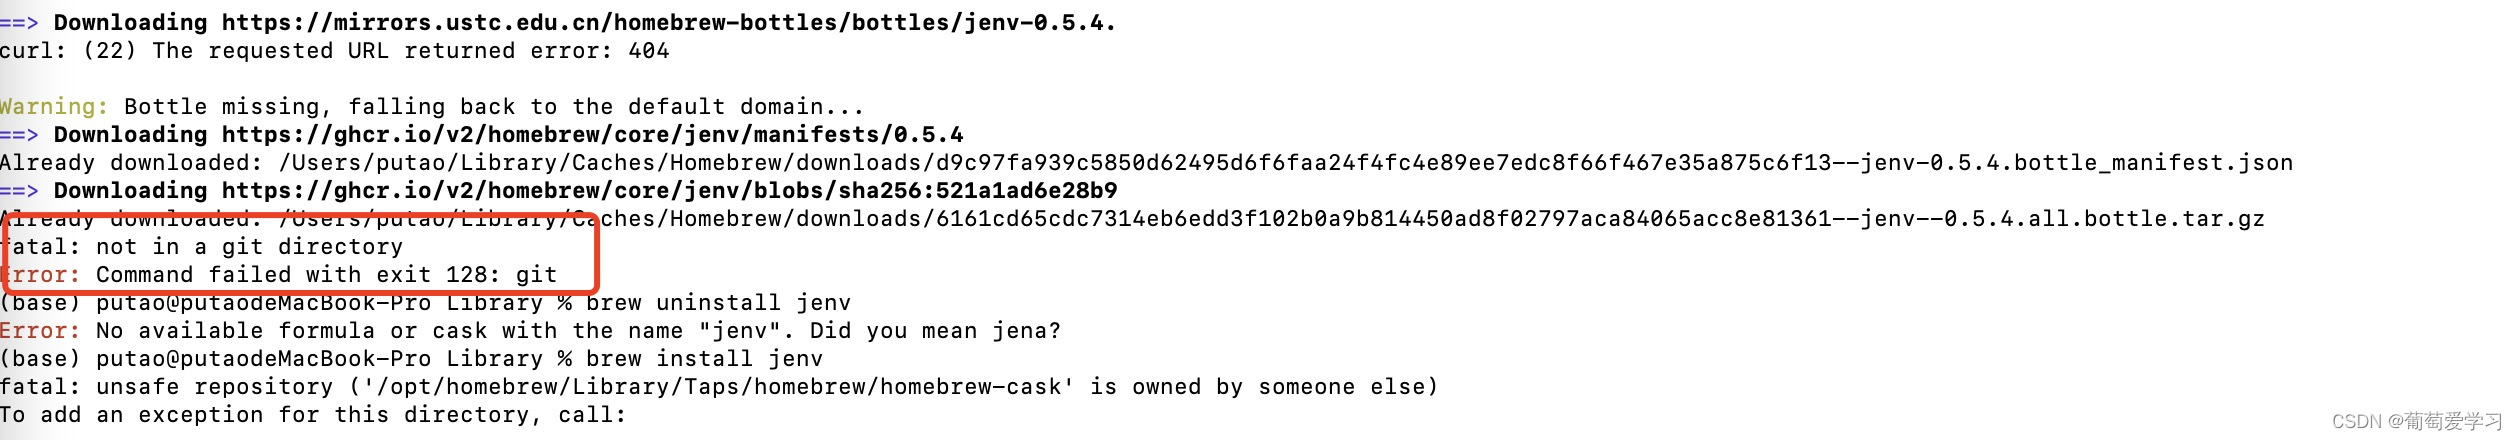 ==> Downloading https://mirrors.ustc.edu.cn/homebrew-bottles/bottles/jenv-0.5.4.
curl: (22) The requested URL returned error: 404
Warning: Bottle missing, falling back to the default domain...
==> Downloading https://ghcr.io/v2/homebrew/core/jenv/manifests/0.5.4
Already downloaded: /Users/putao/Library/Caches/Homebrew/downloads/d9c97fa939c5850d62495d6f6faa24f4fc4e89ee7edc8f66f467e35a875c6f13--jenv-0.5.4.bottle_manifest.json
==> Downloading https://ghcr.io/v2/homebrew/core/jenv/blobs/sha256:521a1ad6e28b9
Already downloaded: /Users/putao/Library/Caches/Homebrew/downloads/6161cd65cdc7314eb6edd3f102b0a9b814450ad8f02797aca84065acc8e81361--jenv--0.5.4.all.bottle.tar.gz
fatal: not in a git directory
Error: Command failed with exit 128: git
(base) putao@putaodeMacBook-Pro Library % brew uninstall jenv
Error: No available formula or cask with the name "jenv". Did you mean jena?
(base) putao@putaodeMacBook-Pro Library % brew install jenv
fatal: unsafe repository ('/opt/homebrew/Library/Taps/homebrew/homebrew-cask' is owned by someone else)
To add an exception for this directory, call:
CSDN @葡萄爱学习